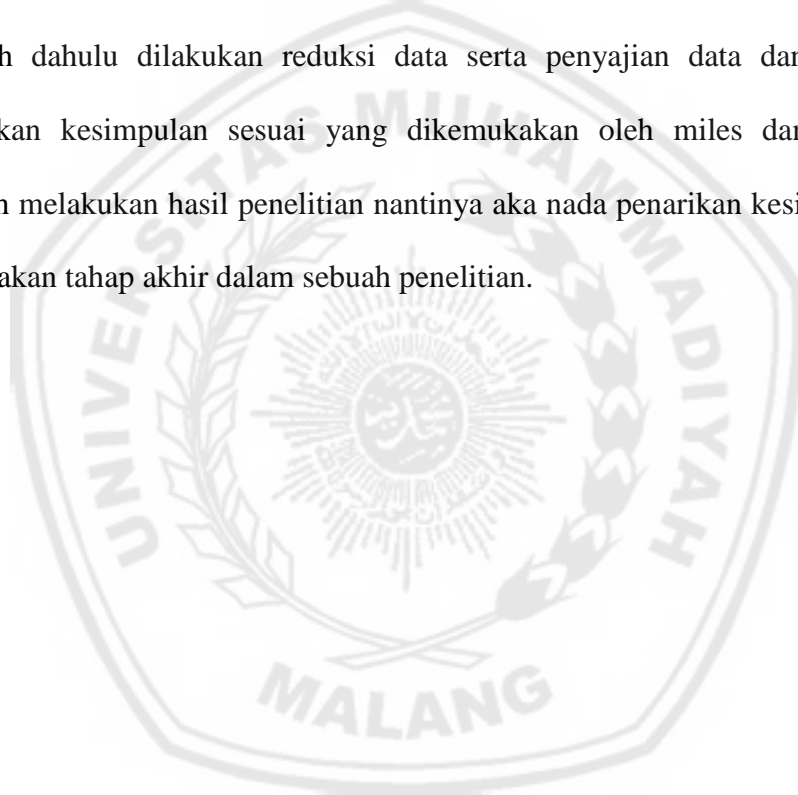 h dahulu dilakukan reduksi data serta penyajian data dan
kan kesimpulan sesuai yang dikemukakan oleh miles dan
n melakukan hasil penelitian nantinya aka nada penarikan kesi
akan tahap akhir dalam sebuah penelitian.
UNIVERSITAS MUHAMMADIYAH
MALANG